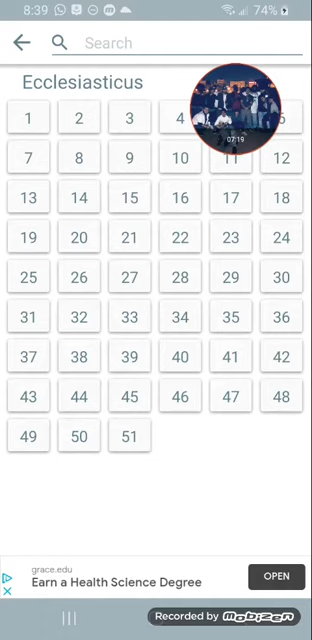 8:39 74%
Search
Ecclesiasticus
1 2 3 4 6
07:19
7 8 9 10 11 12
13 14 15 16 17 18
19 20 21 22 23 24
25 26 27 28 29 30
31 32 33 34 35 36
37 38 39 40 41 42
43 44 45 46 47 48
49 50 51
grace.edu
Earn a Health Science Degree
OPEN
Recorded by Mobizen